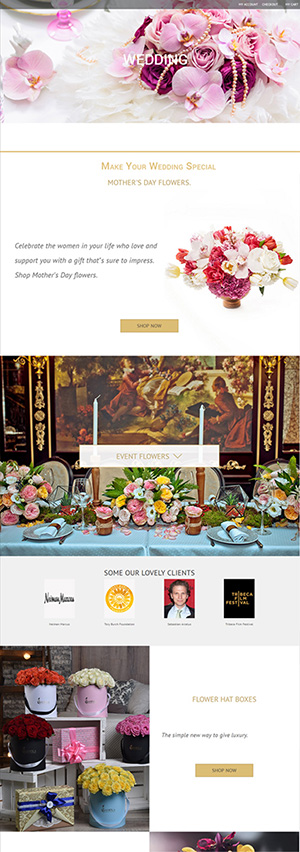 MY ACCOUNT CHECKOUT MY CART
WEDDING
Make Your Wedding Special
MOTHER'S DAY FLOWERS.
Celebrate the women in your life who love and
support you with a gift that's sure to impress.
Shop Mother's Day flowers.
SHOP NOW
EVENT FLOWERS
SOME OUR LOVELY CLIENTS
Neiman Marcus
TRIBECA
FILM
FESTIVAL
Neiman Marcus
Tory Burch Foundation
Tribeca Film Festival
FLOWER HAT BOXES
The simple new way to give luxury.
SHOP NOW